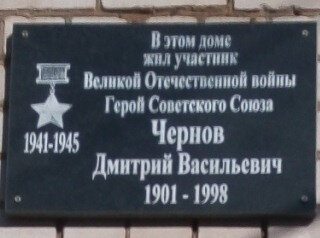 В этом доме
жил участник
Великой Отечественной войны
Герой Советского Союза
1941-1945
Чернов
Дмитрий Васильевич
1901 - 1998